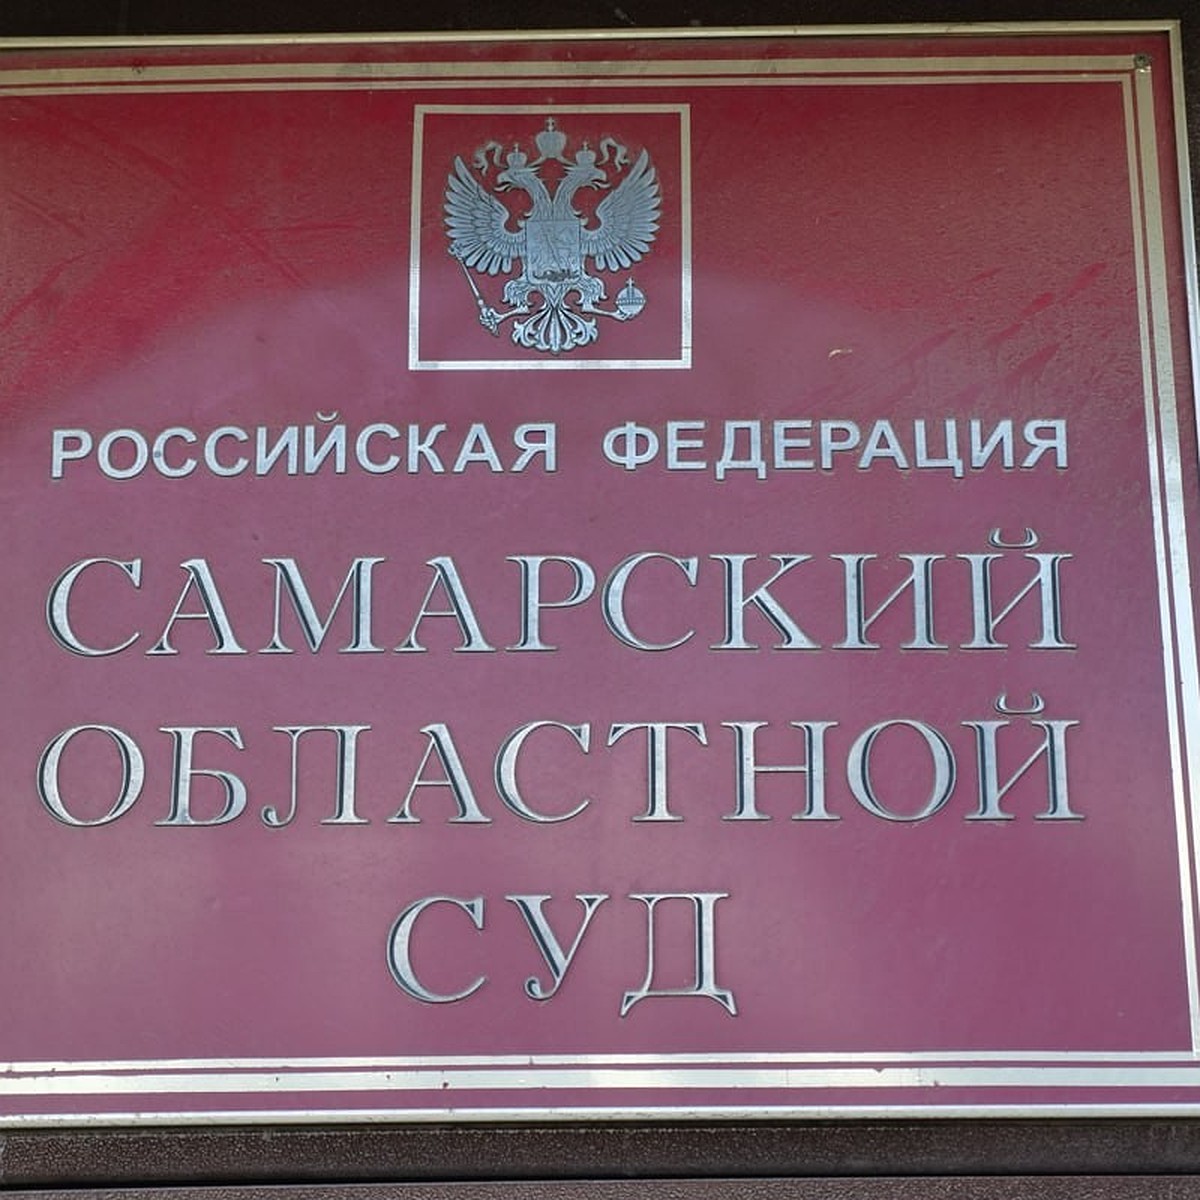 РОССИЙСКАЯ ФЕДЕРАЦИЯ
САМАРСКИЙ
ОБЛАСТНОЙ
СУД